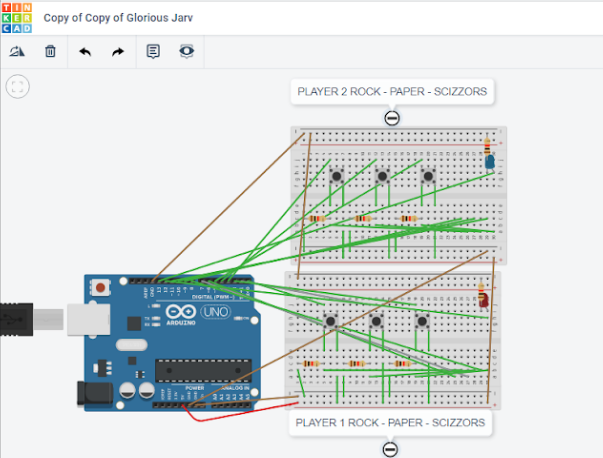 TIN
KER
CAD
Copy of Copy of Glorious Jarv
PLAYER 2 ROCK - PAPER - SCIZZORS
DIGITAL (PWM~)
UNO
ARDUINO
POWER
ANALOG IN
PLAYER 1 ROCK - PAPER - SCIZZORS